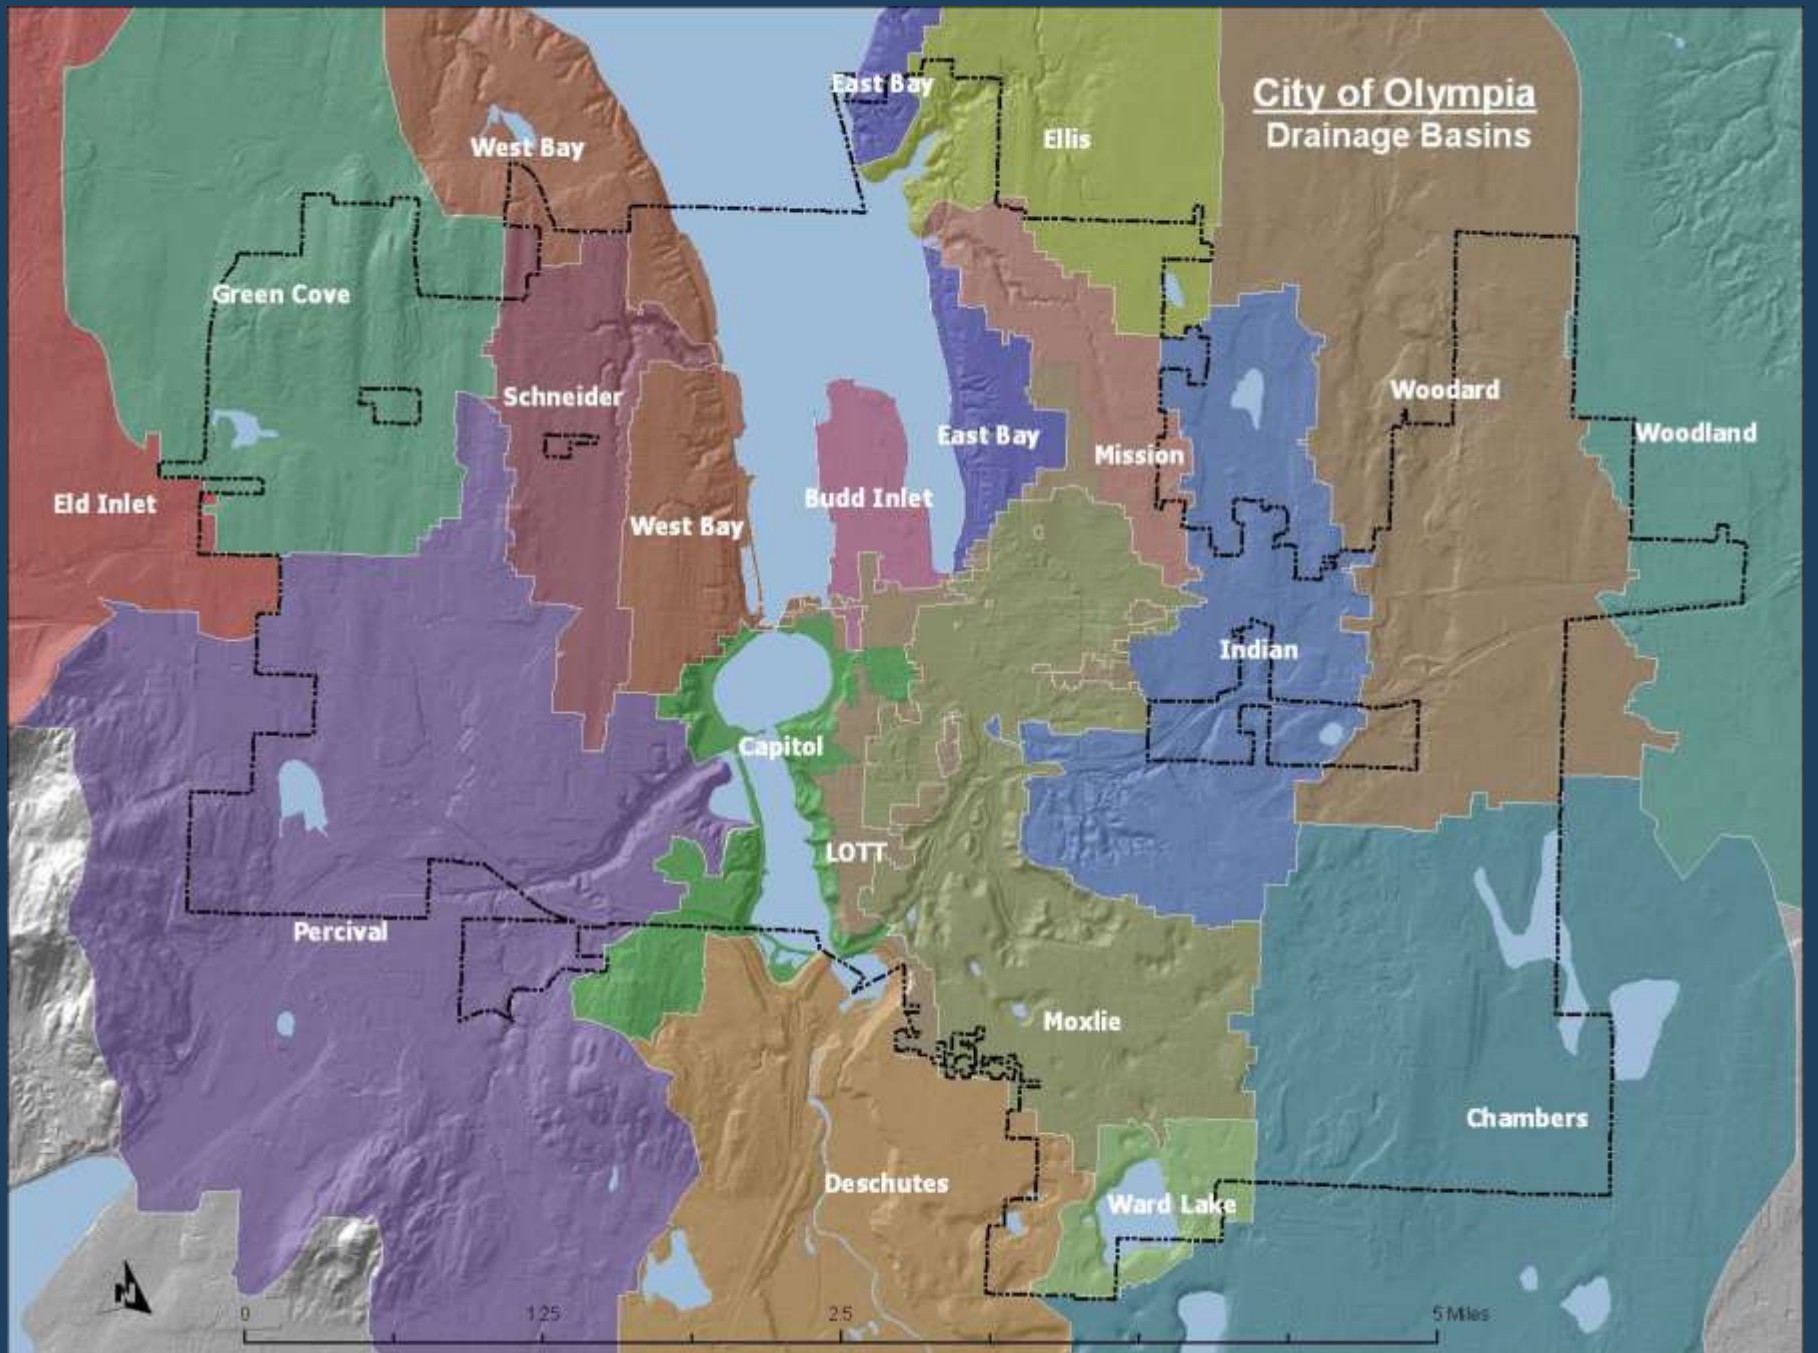 City of Olympia
Drainage Basins
East Bay
West Bay
Ellis
Green Cove
Schneider
Woodard
East Bay
Woodland
Mission
Eld Inlet
Budd Inlet
West Bay
Indian
Capitol
LOTT
Percival
Moxlie
Chambers
Deschutes
Ward Lake
N
0 1.25 2.5 5 Miles